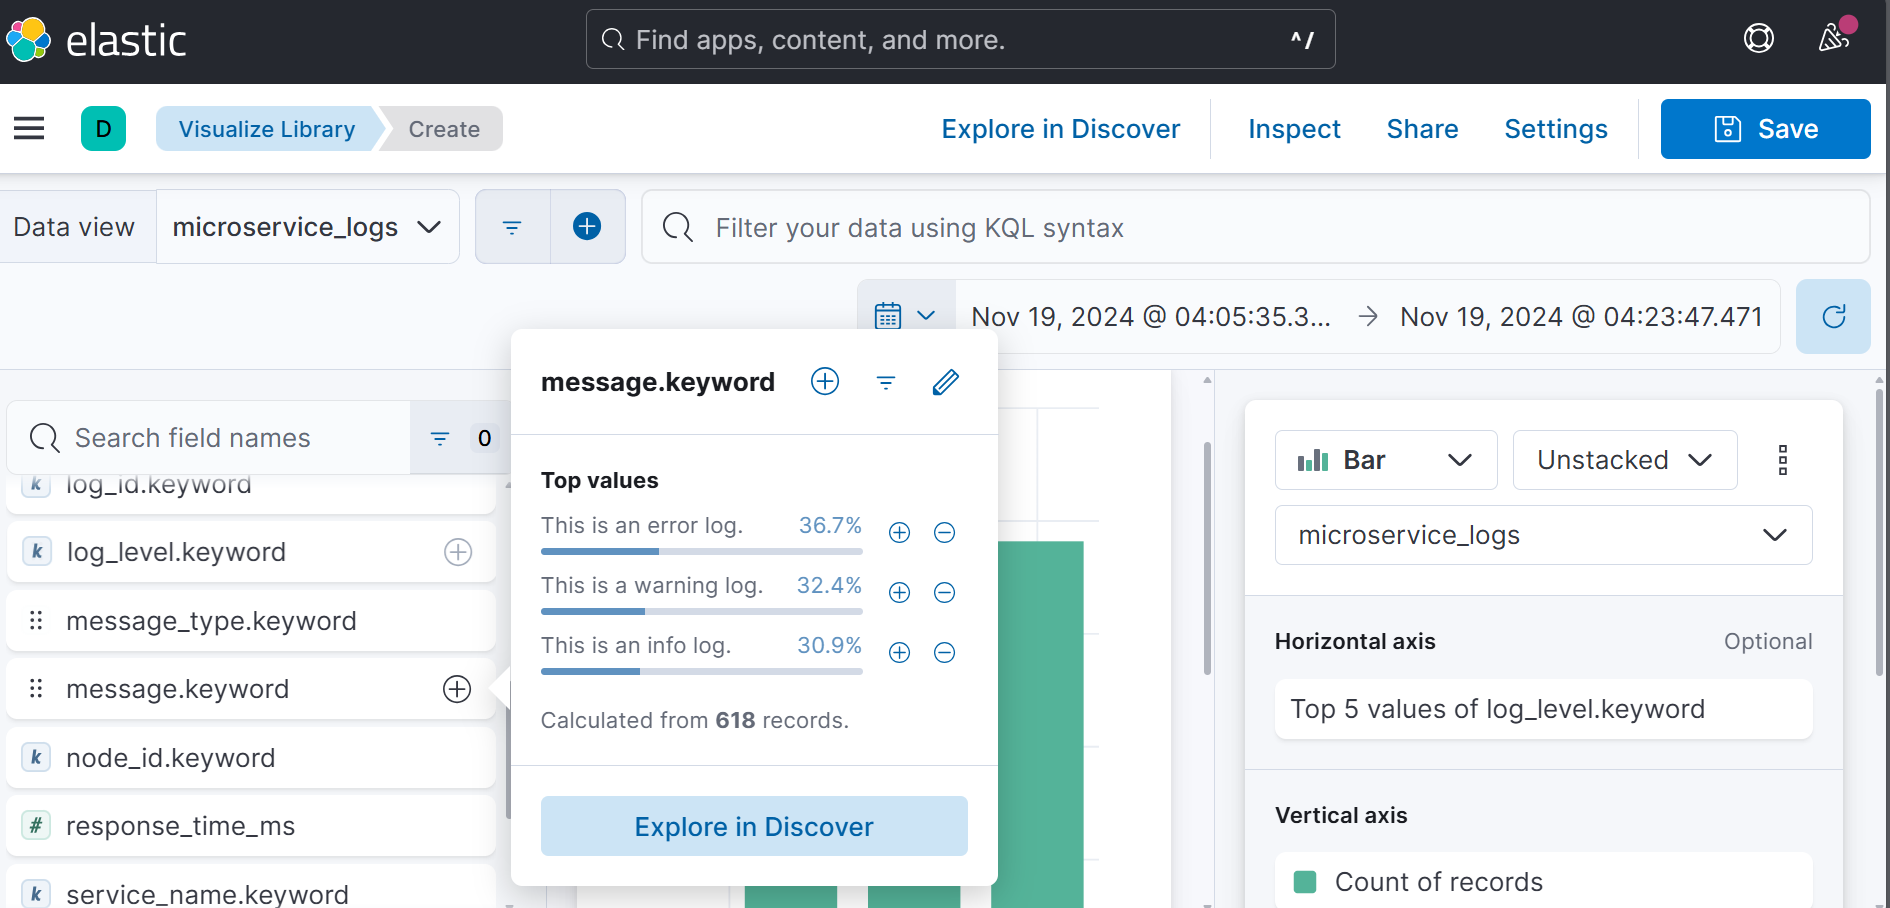 elastic
Find apps, content, and more.
^ /
D
Visualize Library
Create
Explore in Discover
Inspect
Share
Settings
Save
Data view
microservice_logs
Filter your data using KQL syntax
Nov 19, 2024 @ 04:05:35.3...
Nov 19, 2024 @ 04:23:47.471
Search field names
0
k log_id.keyword
k log_level.keyword
message_type.keyword
message.keyword
k node_id.keyword
# response_time_ms
k service_name.keyword
message.keyword
Top values
This is an error log. 36.7%
This is a warning log. 32.4%
This is an info log. 30.9%
Calculated from 618 records.
Explore in Discover
Bar
Unstacked
microservice_logs
Horizontal axis
Optional
Top 5 values of log_level.keyword
Vertical axis
Count of records